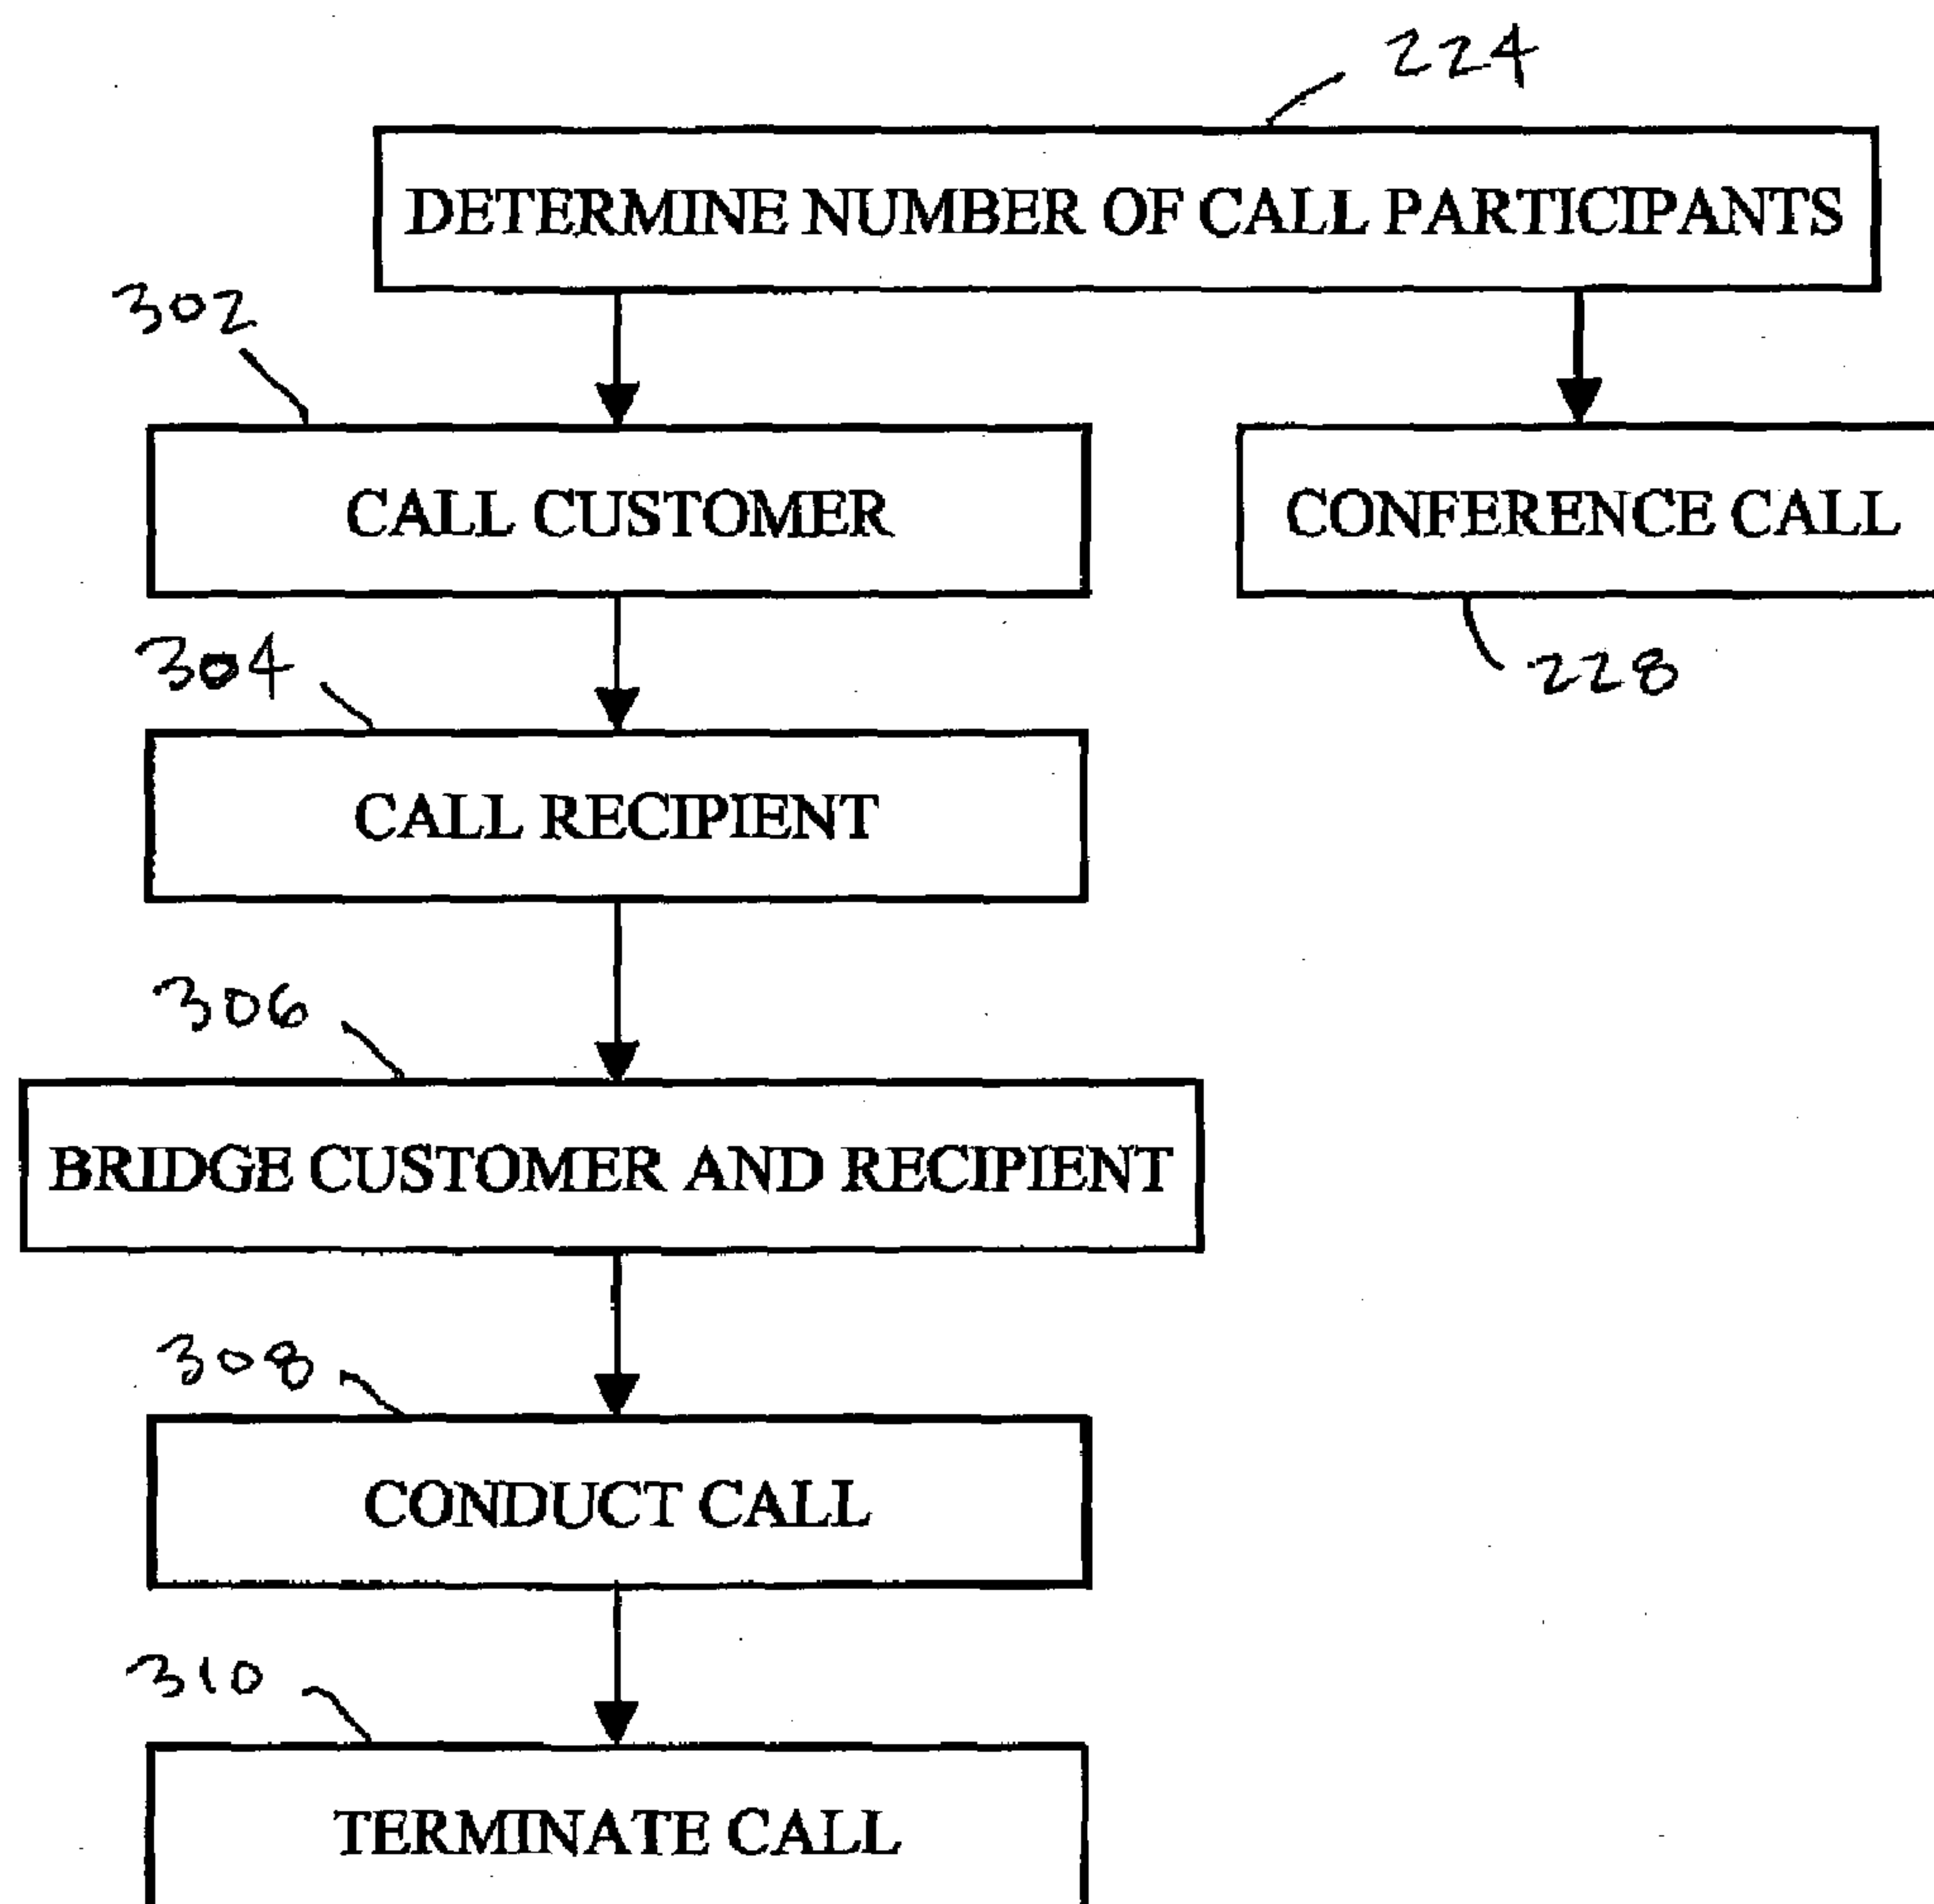 224
DETERMINE NUMBER OF CALL PARTICIPANTS
302
CALL CUSTOMER
CONFERENCE CALL
304
228
CALL RECIPIENT
306
BRIDGE CUSTOMER AND RECIPIENT
308
CONDUCT CALL
310
TERMINATE CALL